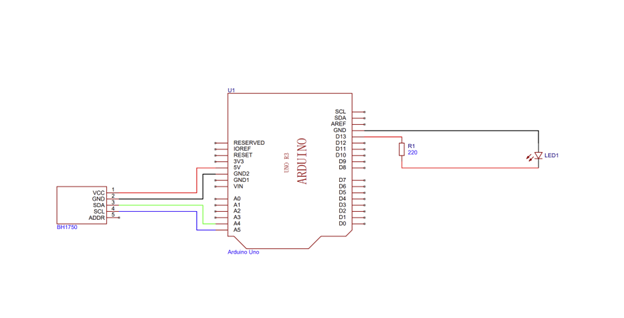 U1
SCL
SDA
AREF
GND
D13
D12
D11
D10
D9
D8
D7
D6
D5
D4
D3
D2
D1
D0
RESERVED
IOREF
RESET
3V3
5V
GND2
GND1
VIN
A0
A1
A2
A3
A4
A5
UNO R3
ARDUINO
Arduino Uno
R1
220
LED1
VCC 1
GND 2
SDA 3
SCL 4
ADDR 5
BH1750